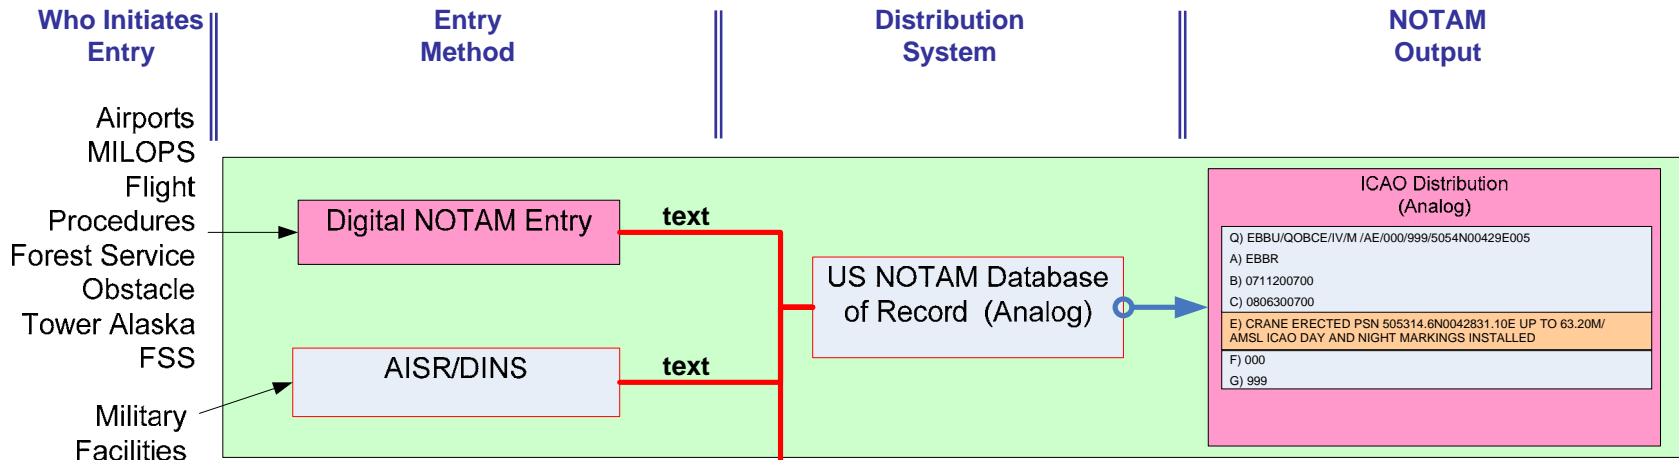 Who Initiates
Entry
Entry
Method
Distribution
System
NOTAM
Output
Airports
MILOPS
Flight
Procedures
Forest Service
Obstacle
Tower Alaska
FSS
Military
Facilities
Digital NOTAM Entry
text
AISR/DINS
text
US NOTAM Database
of Record (Analog)
ICAO Distribution
(Analog)
Q) EBBU/QOBCE/IV/M /AE/000/999/5054N00429E005
A) EBBR
B) 0711200700
C) 0806300700
E) CRANE ERECTED PSN 505314.6N0042831.10E UP TO 63.20M/
AMSL ICAO DAY AND NIGHT MARKINGS INSTALLED
F) 000
G) 999